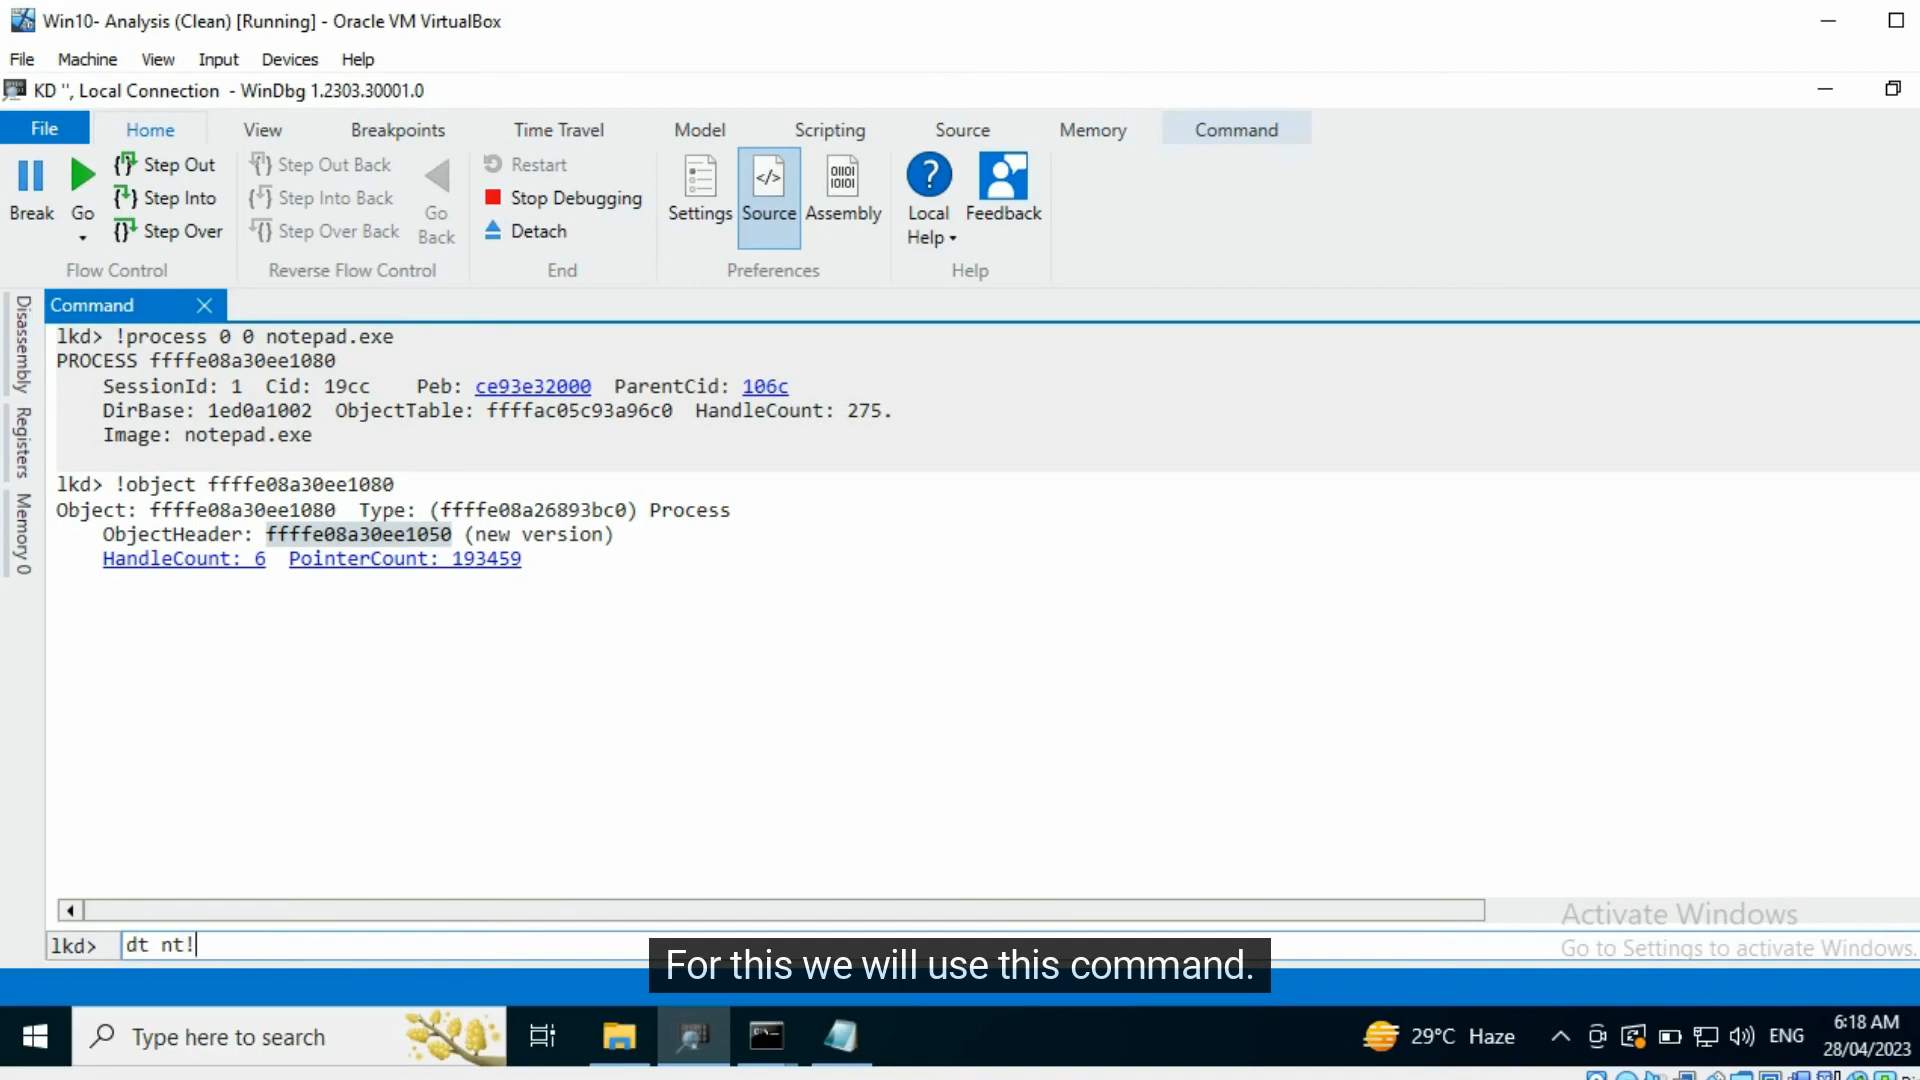 Win10- Analysis (Clean) [Running] - Oracle VM VirtualBox
File Machine View Input Devices Help
KD '', Local Connection - WinDbg 1.2303.30001.0
File Home View Breakpoints Time Travel Model Scripting Source Memory Command
Break
Go
Step Out
Step Into
Step Over
Flow Control
Step Out Back
Step Into Back
Step Over Back
Go Back
Reverse Flow Control
Restart
Stop Debugging
Detach
End
Settings Source Assembly
Preferences
Local Help
Feedback
Help
Disassembly
Registers
Memory 0
Command
lkd> !process 0 0 notepad.exe
PROCESS ffffe08a30ee1080
SessionId: 1 Cid: 19cc Peb: ce93e32000 ParentCid: 106c
DirBase: 1ed0a1002 ObjectTable: ffffac05c93a96c0 HandleCount: 275.
Image: notepad.exe
lkd> !object ffffe08a30ee1080
Object: ffffe08a30ee1080 Type: (ffffe08a26893bc0) Process
ObjectHeader: ffffe08a30ee1050 (new version)
HandleCount: 6 PointerCount: 193459
Activate Windows
Go to Settings to activate Windows.
lkd> dt nt!
For this we will use this command.
Type here to search
29°C Haze
ENG
6:18 AM
28/04/2023